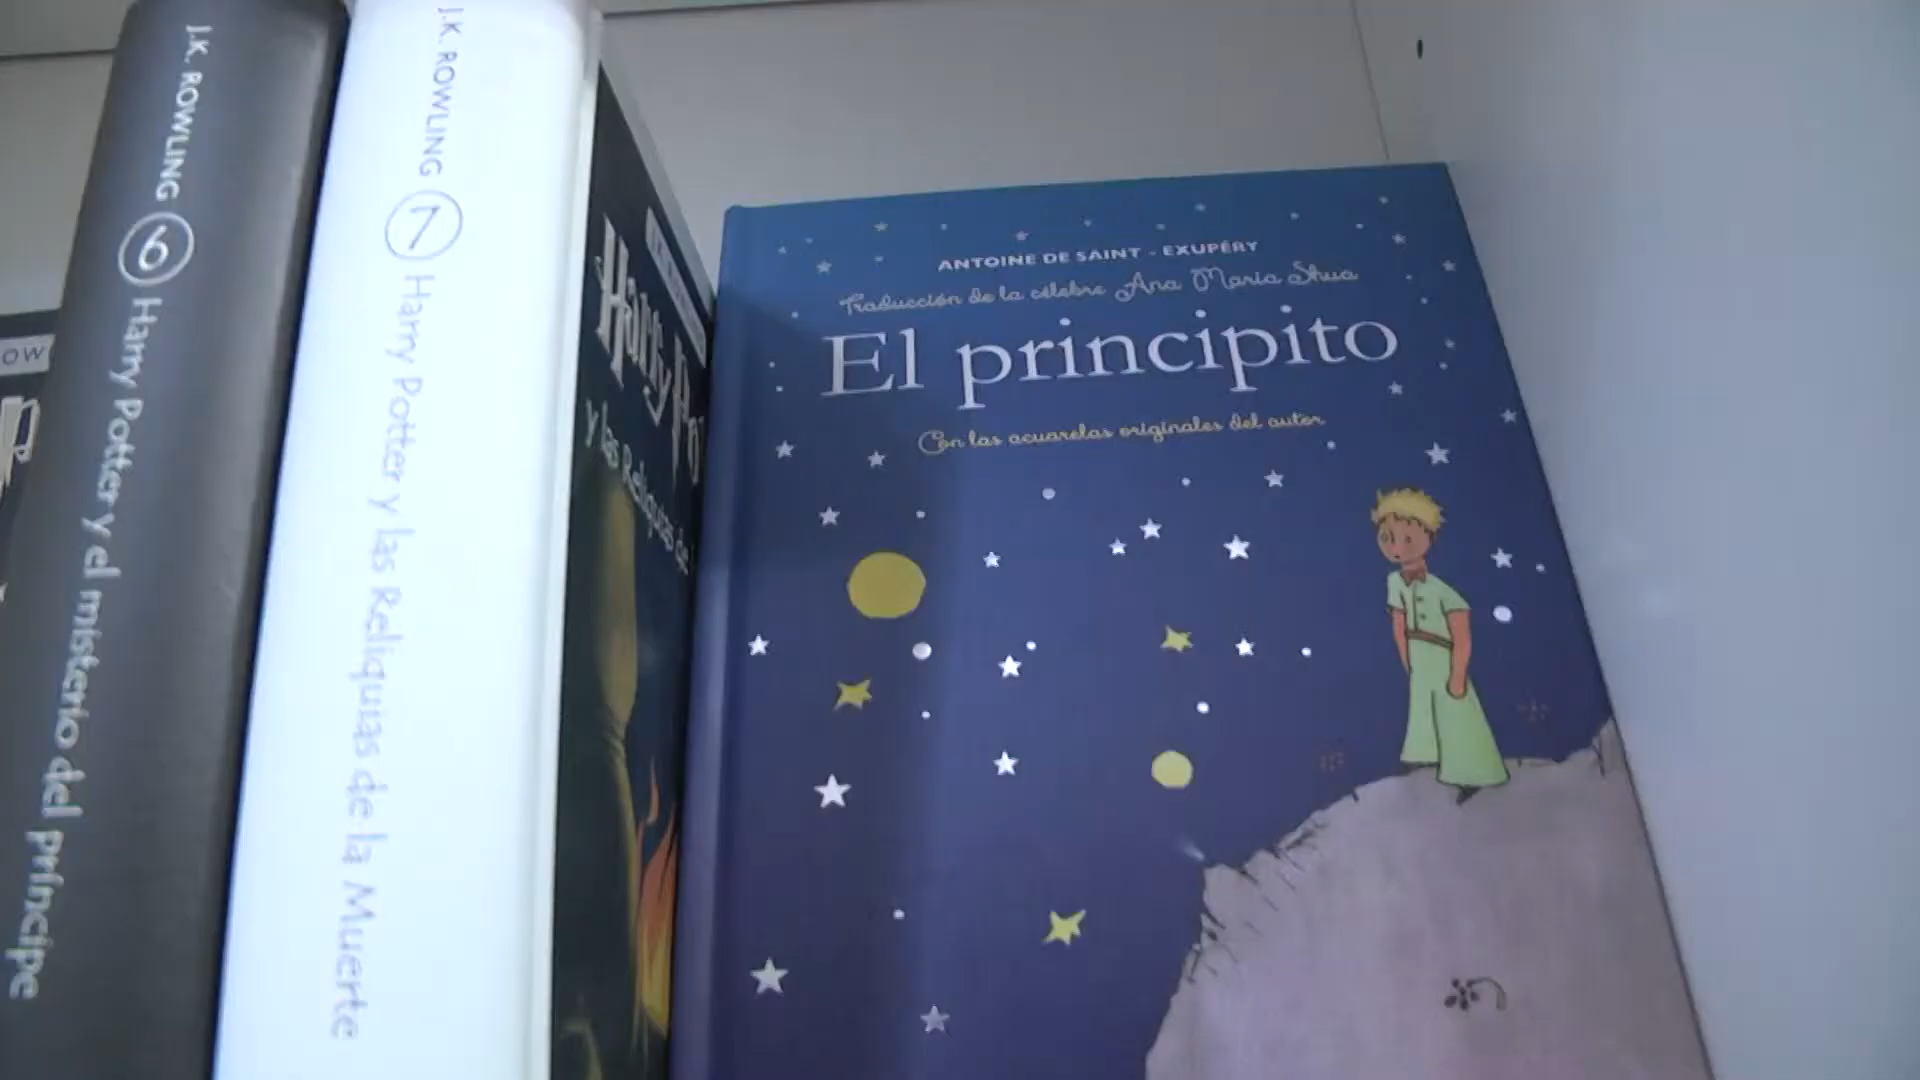 OW
J.K. ROWLING 6 Harry Potter y el misterio del príncipe
J.K. ROWLING 7 Harry Potter y las Reliquias de la Muerte
Harry Po
y las Reliquias de
ANTOINE DE SAINT - EXUPÉRY
Traducción de la célebre Ana María Shua
El principito
Con las acuarelas originales del autor